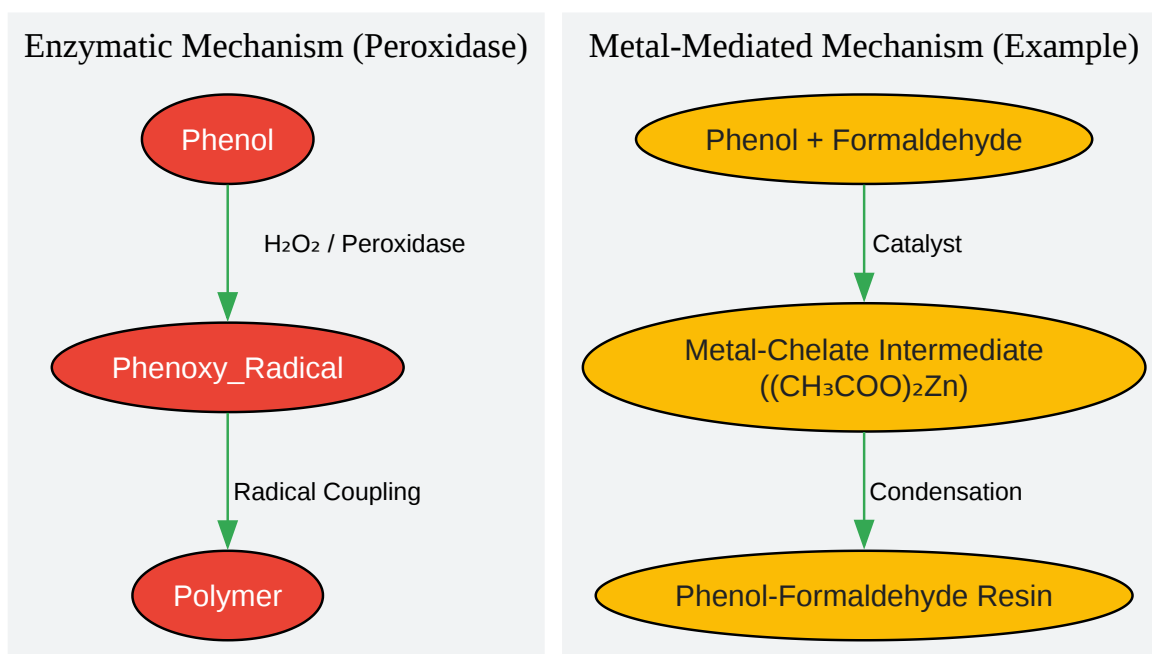 Enzymatic Mechanism (Peroxidase)
Phenol
H₂O₂ / Peroxidase
Phenoxy_Radical
Radical Coupling
Polymer
Metal-Mediated Mechanism (Example)
Phenol + Formaldehyde
Catalyst
Metal-Chelate Intermediate
((CH₃COO)₂Zn)
Condensation
Phenol-Formaldehyde Resin